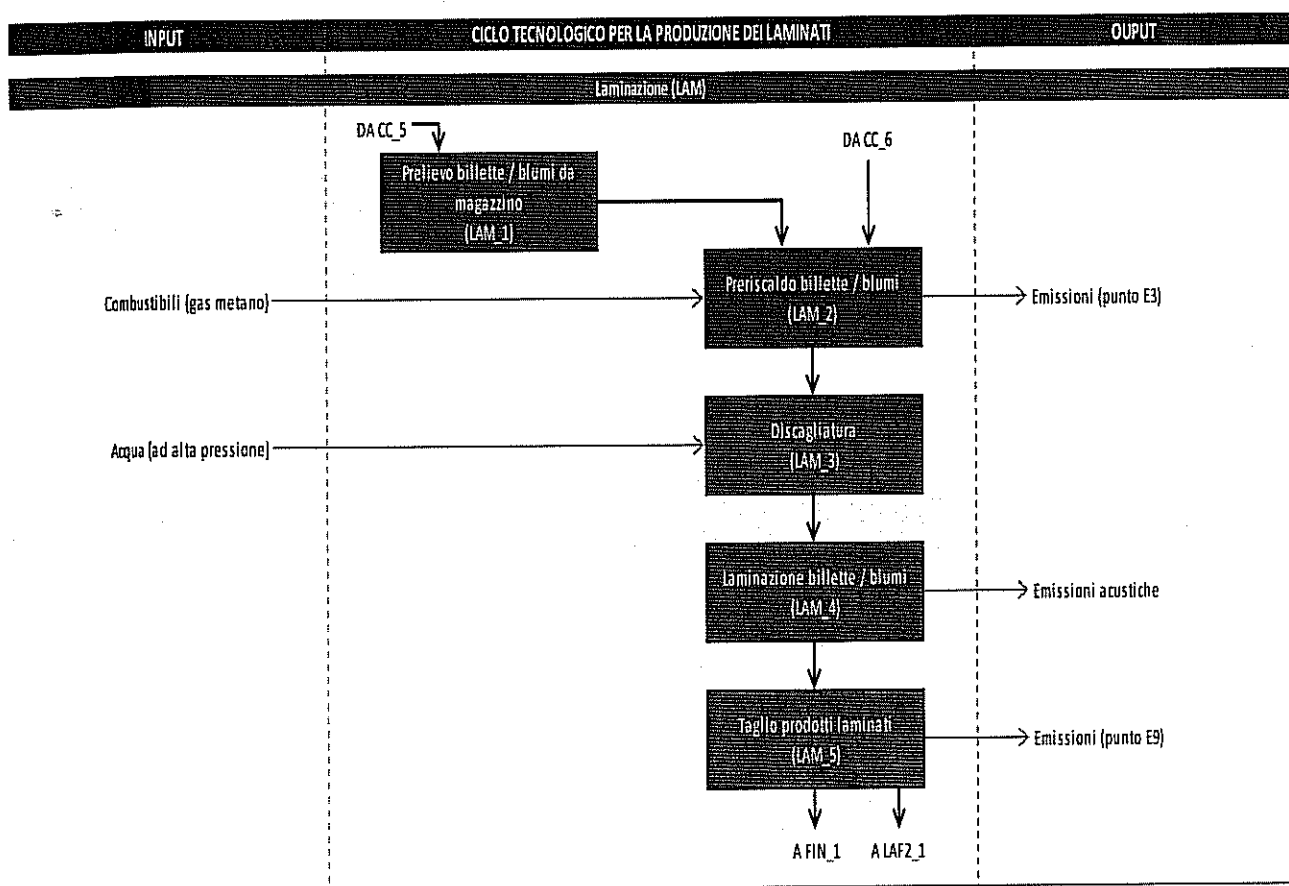 INPUT
CICLO TECNOLOGICO PER LA PRODUZIONE DEI LAMINATI
OUPUT
Laminazione (LAM)
DA CC_5
DA CC_6
Prelievo billette / blumi da
magazzino
(LAM_1)
Preriscaldo billette / blumi
(LAM_2)
Combustibili (gas metano)
Emissioni (punto E3)
Discagliatura
(LAM_3)
Acqua (ad alta pressione)
Laminazione billette / blumi
(LAM_4)
Emissioni acustiche
Taglio prodotti laminati
(LAM_5)
Emissioni (punto E9)
A FIN_1
A LAF2_1